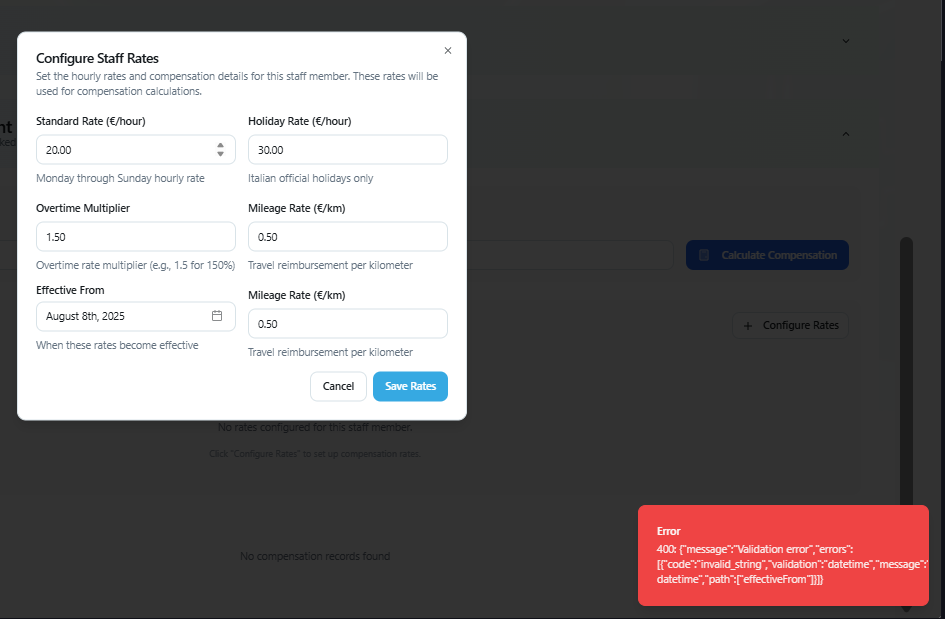 Configure Staff Rates
Set the hourly rates and compensation details for this staff member. These rates will be
used for compensation calculations.
Standard Rate (€/hour)
Holiday Rate (€/hour)
20.00
30.00
Monday through Sunday hourly rate
Italian official holidays only
Overtime Multiplier
Mileage Rate (€/km)
1.50
0.50
Overtime rate multiplier (e.g., 1.5 for 150%)
Travel reimbursement per kilometer
Effective From
Mileage Rate (€/km)
August 8th, 2025
0.50
When these rates become effective
Travel reimbursement per kilometer
Cancel
Save Rates
nt
ked
Calculate Compensation
+ Configure Rates
No rates configured for this staff member.
Click "Configure Rates" to set up compensation rates.
No compensation records found
Error
400: {"message":"Validation error","errors":
[{"code":"invalid_string","validation":"datetime","message":"
datetime","path":["effectiveFrom"]}]}